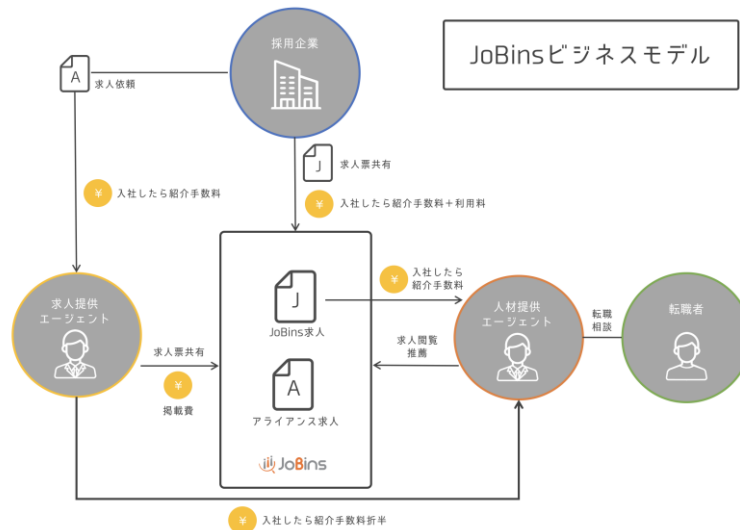 採用企業
JoBinsビジネスモデル
A
求人依頼
J
求人票共有
¥
入社したら紹介手数料
¥
入社したら紹介手数料+利用料
求人提供
エージェント
J
JoBins求人
¥
入社したら
紹介手数料
人材提供
エージェント
転職
相談
転職者
求人票共有
¥
掲載費
求人閲覧
推薦
A
アライアンス求人
JoBins
¥
入社したら紹介手数料折半